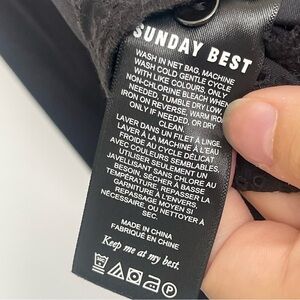 SUNDAY BEST
WASH IN NET BAG, MACHINE
WASH COLD GENTLE CYCLE
WITH LIKE COLOURS, ONLY
NON-CHLORINE BLEACH WHEN
NEEDED, TUMBLE DRY LOW,
IRON ON REVERSE, WARM IRON
ONLY IF NEEDED, OR DRY
CLEAN.
LAVER DANS UN FILET À LINGE,
LAVER À LA MACHINE À L'EAU
FROIDE AU CYCLE DÉLICAT
AVEC COULEURS SEMBLABLES,
UTILISER SEULEMENT UN
JAVELLISANT SANS CHLORE AU
BESOIN, SÉCHER À BASSE
TEMPÉRATURE, REPASSER LA
GARNITURE À L'ENVERS,
REPASSAGE MOYEN SI
NÉCESSAIRE, OU NETTOYER À
SEC.
MADE IN CHINA
FABRIQUÉ EN CHINE
Keep me at my best.